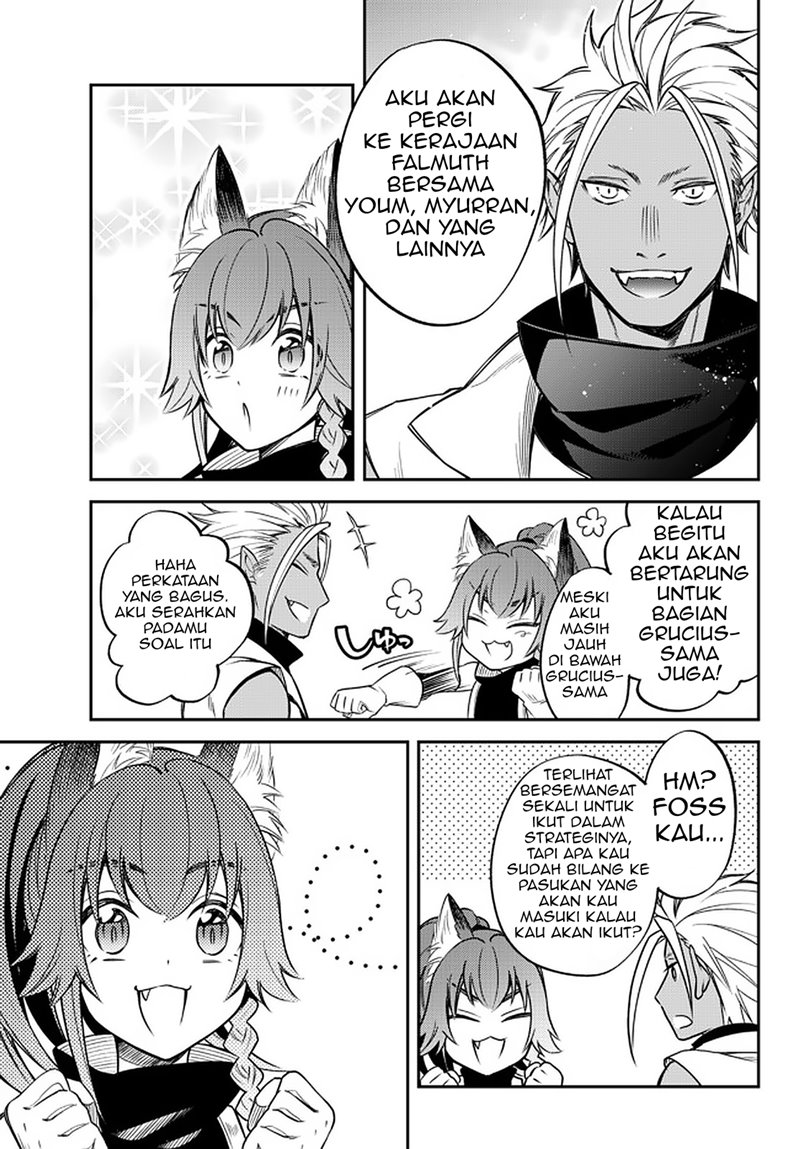 AKU AKAN
PERGI
KE KERAJAAN
FALMUTH
BERSAMA
YOUM, MYURRAN,
DAN YANG
LAINNYA
KALAU
BEGITU
AKU AKAN
BERTARUNG
UNTUK
BAGIAN
GRUCIUS-
SAMA
JUGA!
MESKI
AKU
MASIH
JAUH
DI BAWAH
GRUCIUS-
SAMA
しゅっ
HAHA
PERKATAAN
YANG BAGUS.
AKU SERAHKAN
PADAMU
SOAL ITU
HM?
FOSS
KAU...
TERLIHAT
BERSEMANGAT
SEKALI UNTUK
IKUT DALAM
STRATEGINYA,
TAPI APA KAU
SUDAH BILANG KE
PASUKAN YANG
AKAN KAU
MASUKI KALAU
KAU AKAN IKUT?